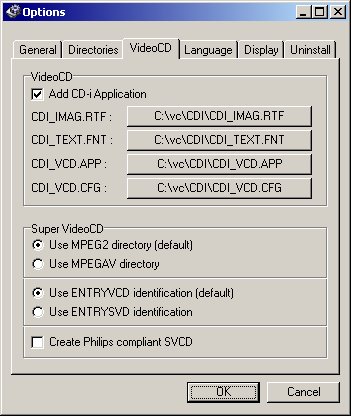 Options
General Directories VideoCD Language Display Uninstall
VideoCD
Add CD-i Application
CDI_IMAG.RTF : C:\vc\CDI\CDI_IMAG.RTF
CDI_TEXT.FNT : C:\vc\CDI\CDI_TEXT.FNT
CDI_VCD.APP : C:\vc\CDI\CDI_VCD.APP
CDI_VCD.CFG : C:\vc\CDI\CDI_VCD.CFG
Super VideoCD
Use MPEG2 directory (default)
Use MPEGAV directory
Use ENTRYVCD identification (default)
Use ENTRYSVD identification
Create Philips compliant SVCD
OK Cancel